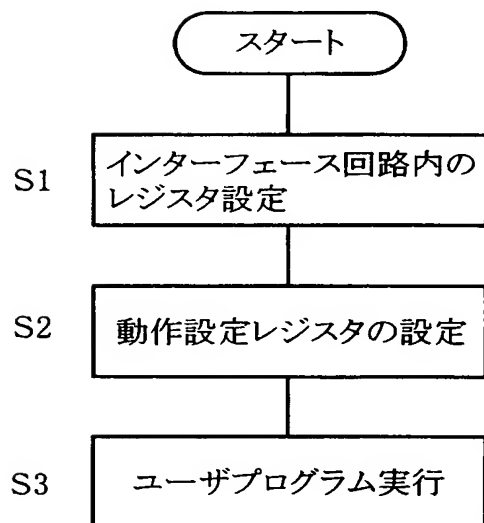 スタート
S1
インターフェース回路内の
レジスタ設定
S2
動作設定レジスタの設定
S3
ユーザプログラム実行